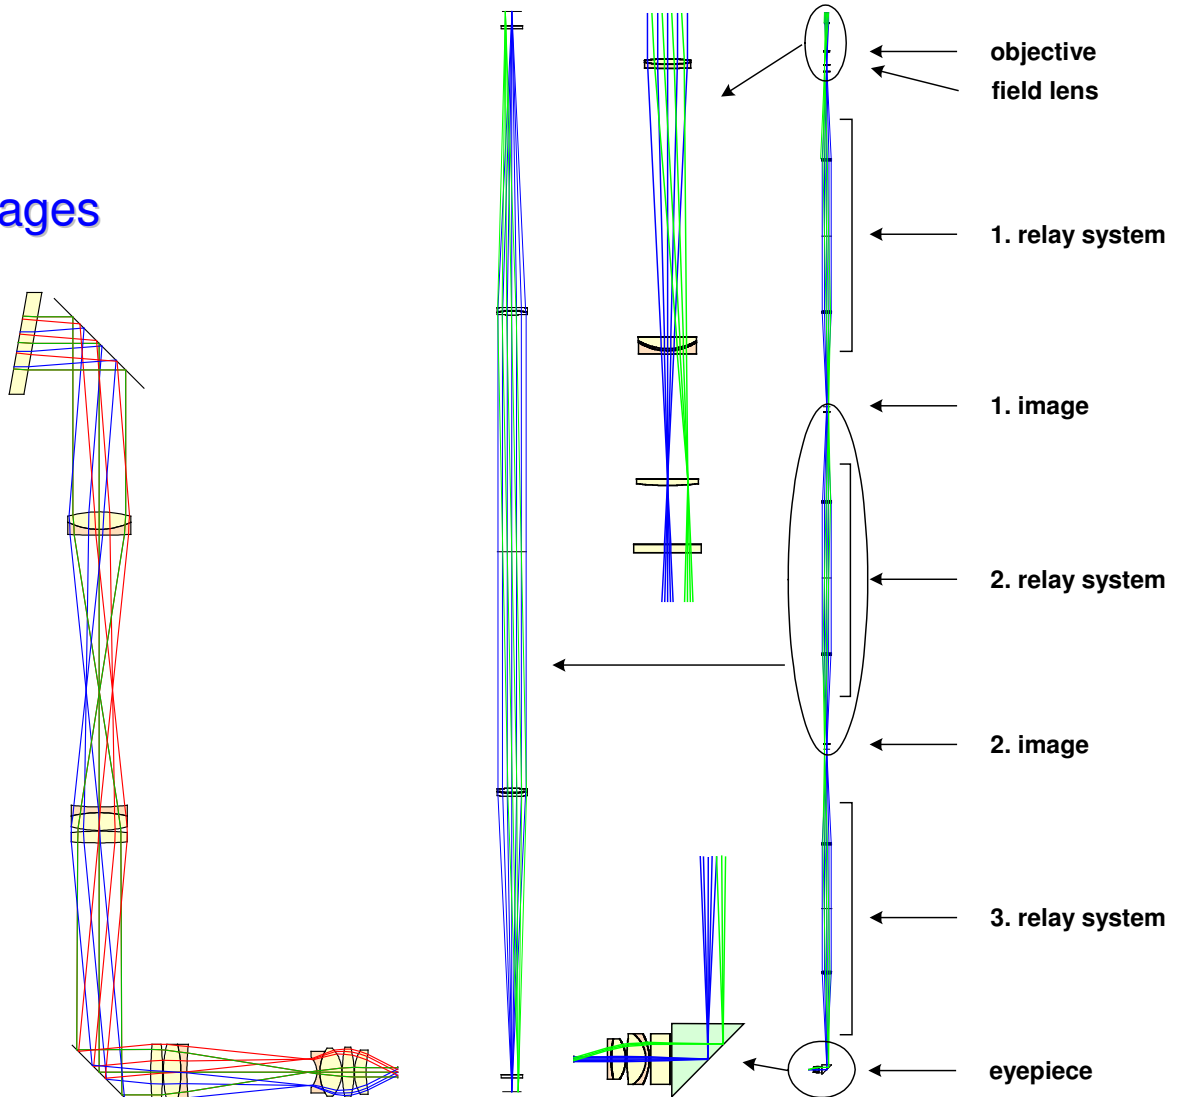 ages
objective
field lens
1. relay system
1. image
2. relay system
2. image
3. relay system
eyepiece